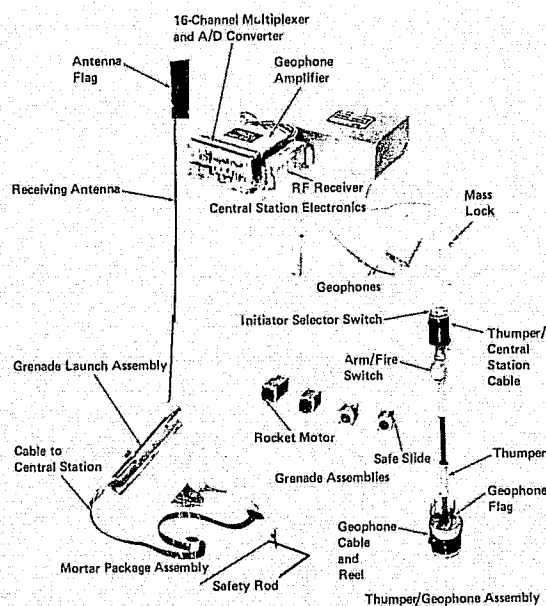 16-Channel Multiplexer
and A/D Converter
Antenna
Flag
Geophone
Amplifier
Receiving Antenna
RF Receiver
Central Station Electronics
Mass
Lock
Geophones
Initiator Selector Switch
Thumper/
Central
Station
Cable
Arm/Fire
Switch
Grenade Launch Assembly
Rocket Motor
Safe Slide
Cable to
Central Station
Grenade Assemblies
Thumper
Geophone
Flag
Geophone
Cable
and
Reel
Mortar Package Assembly
Safety Rod
Thumper/Geophone Assembly